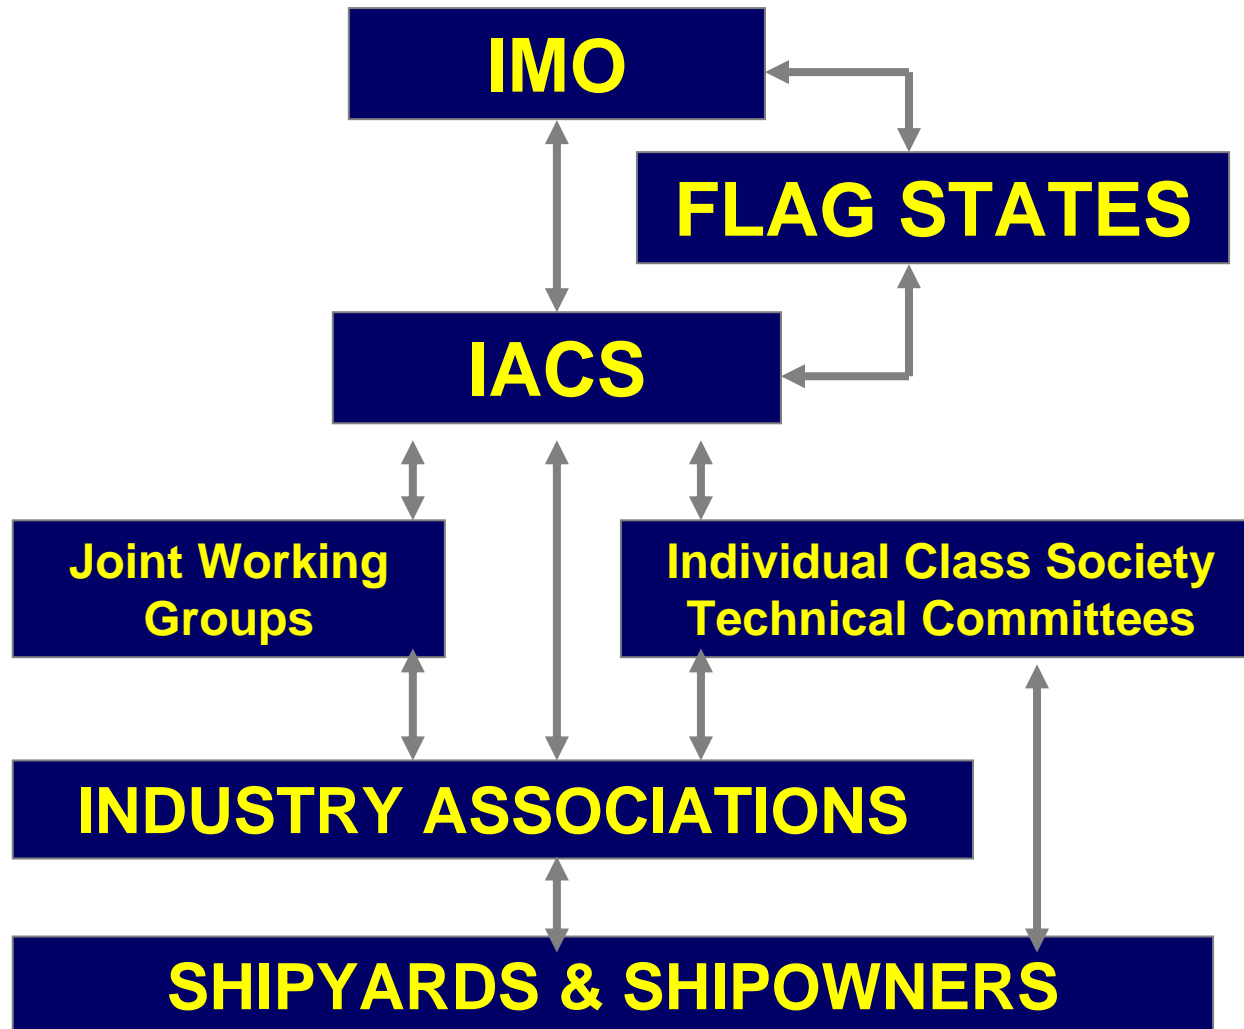 IMO
FLAG STATES
IACS
Joint Working
Groups
Individual Class Society
Technical Committees
INDUSTRY ASSOCIATIONS
SHIPYARDS & SHIPOWNERS